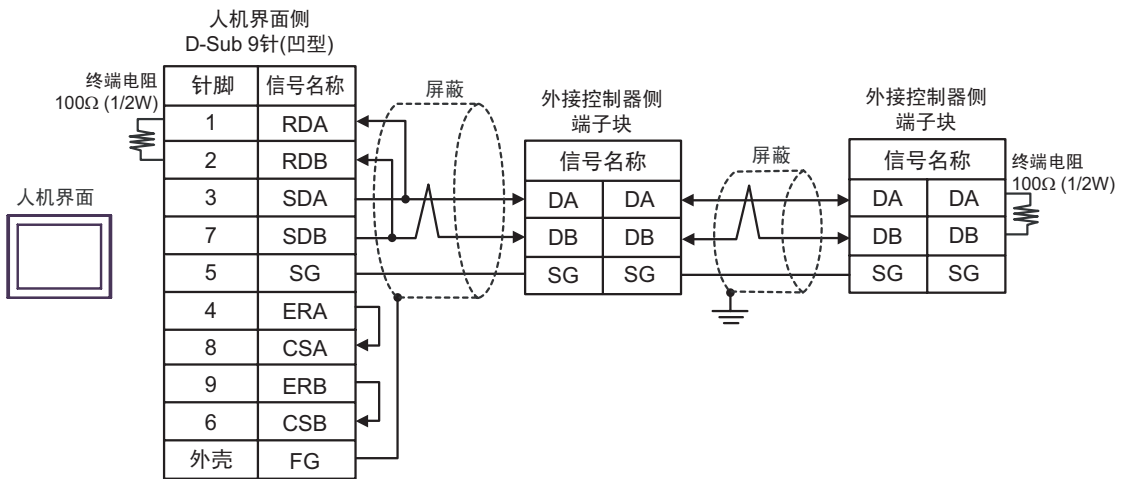 人机界面侧
D-Sub 9针(凹型)
终端电阻
100Ω (1/2W)
针脚 信号名称
1 RDA
2 RDB
3 SDA
7 SDB
5 SG
4 ERA
8 CSA
9 ERB
6 CSB
外壳 FG
人机界面
屏蔽
外接控制器侧
端子块
信号名称
DA DA
DB DB
SG SG
屏蔽
外接控制器侧
端子块
信号名称
DA DA
DB DB
SG SG
终端电阻
100Ω (1/2W)